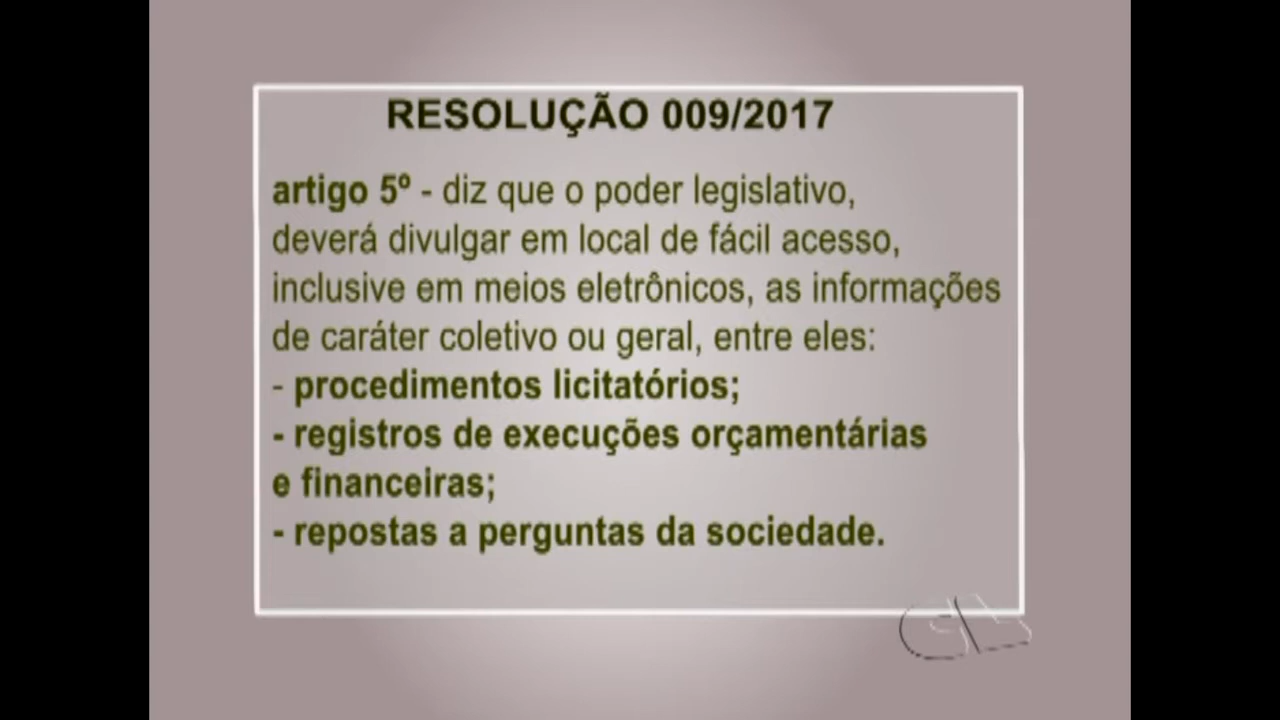 RESOLUÇÃO 009/2017
artigo 5º - diz que o poder legislativo,
deverá divulgar em local de fácil acesso,
inclusive em meios eletrônicos, as informações
de caráter coletivo ou geral, entre eles:
- procedimentos licitatórios;
- registros de execuções orçamentárias
e financeiras;
- repostas a perguntas da sociedade.